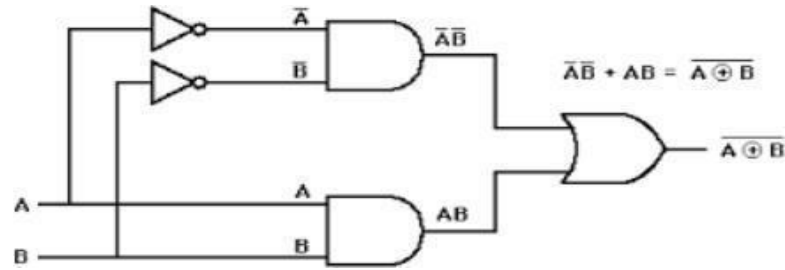 A̅
A̅B̅
B̅
A̅B̅ + AB = A̅ ̅⊕̅ ̅B̅
A̅ ̅⊕̅ ̅B̅
A
A
AB
B
B